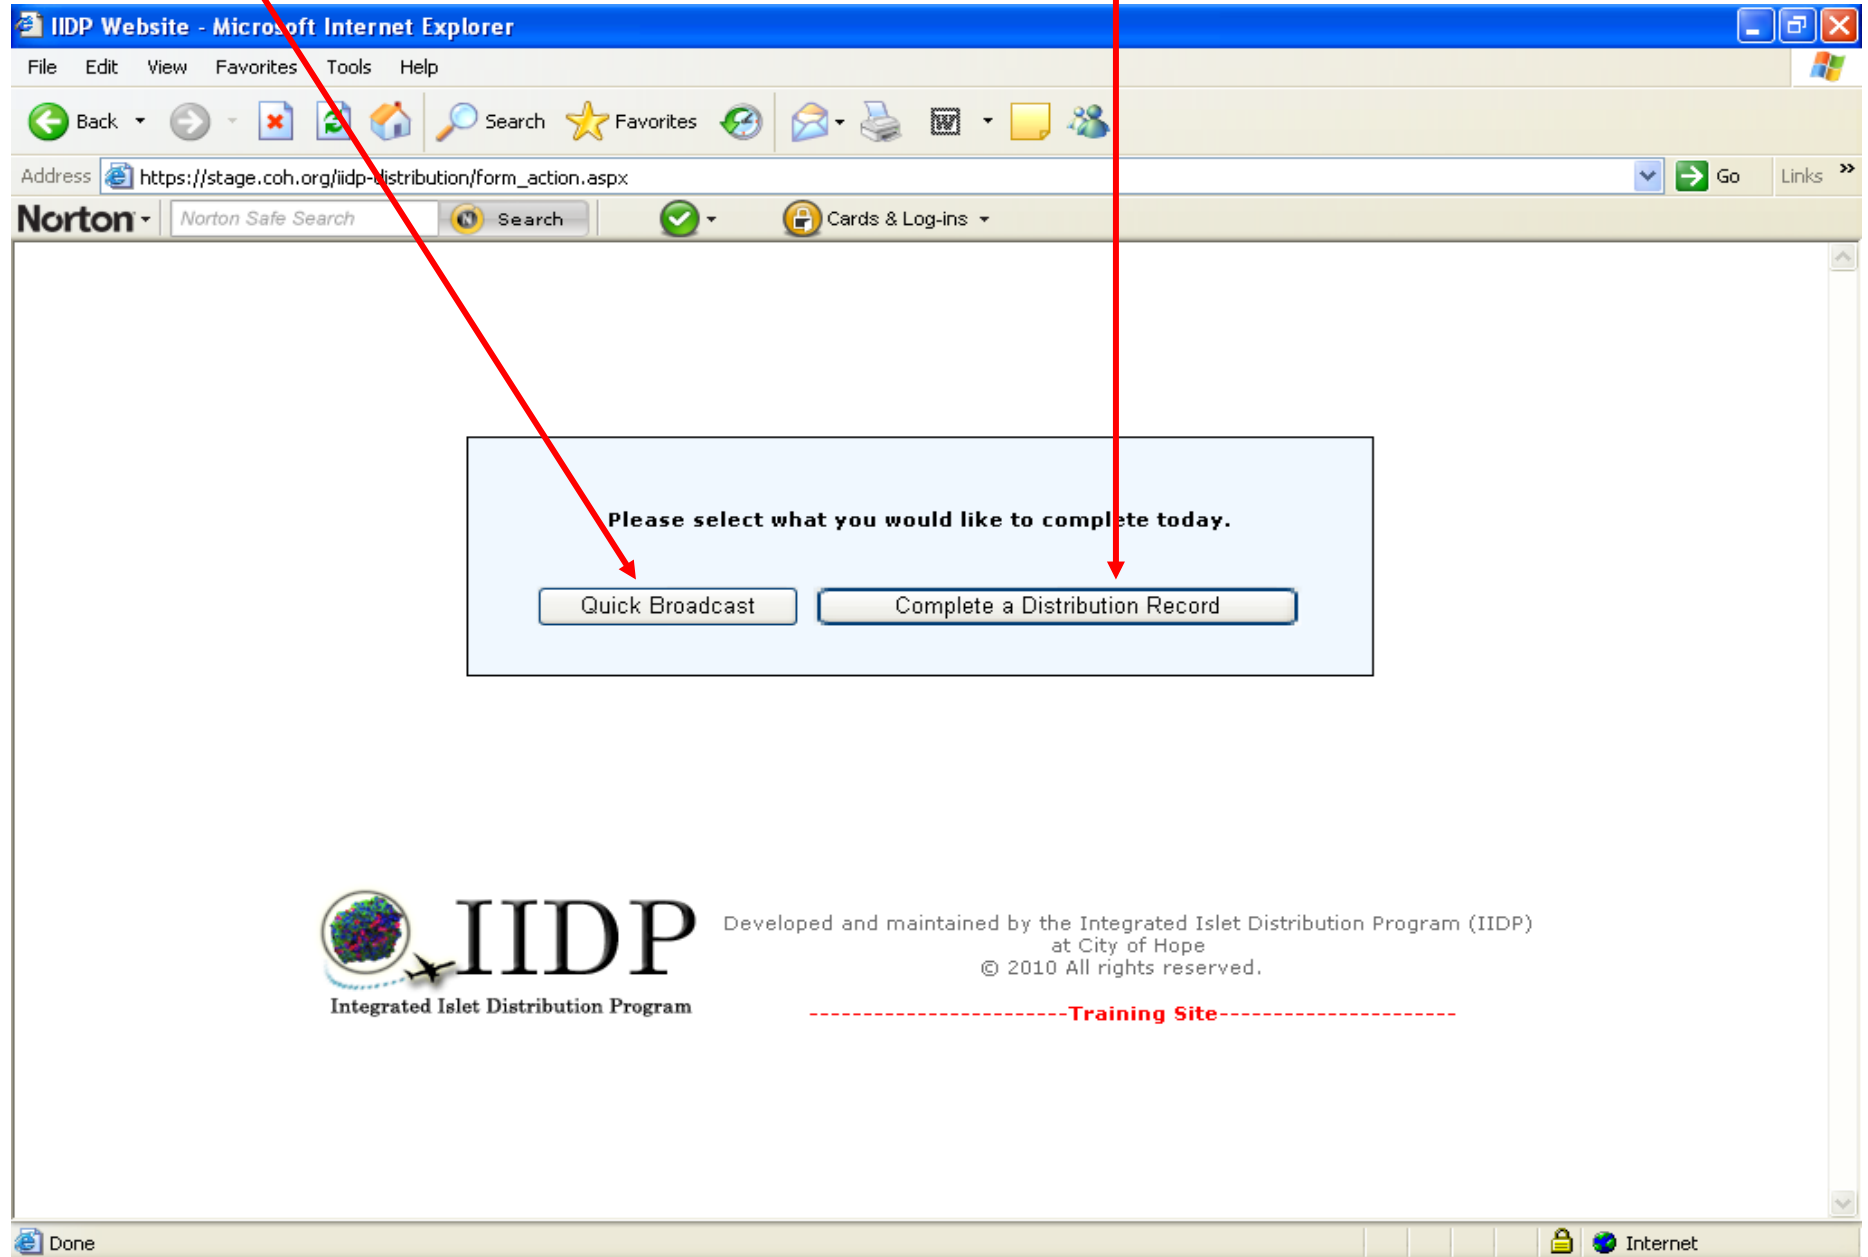 IIDP Website - Microsoft Internet Explorer
File Edit View Favorites Tools Help
Back Search Favorites
Address https://stage.coh.org/iidp-distribution/form_action.aspx Go Links »
Norton Norton Safe Search Search Cards & Log-ins
Please select what you would like to complete today.
Quick Broadcast Complete a Distribution Record
IIDP
Integrated Islet Distribution Program
Developed and maintained by the Integrated Islet Distribution Program (IIDP)
at City of Hope
© 2010 All rights reserved.
------------------------Training Site----------------------
Done Internet